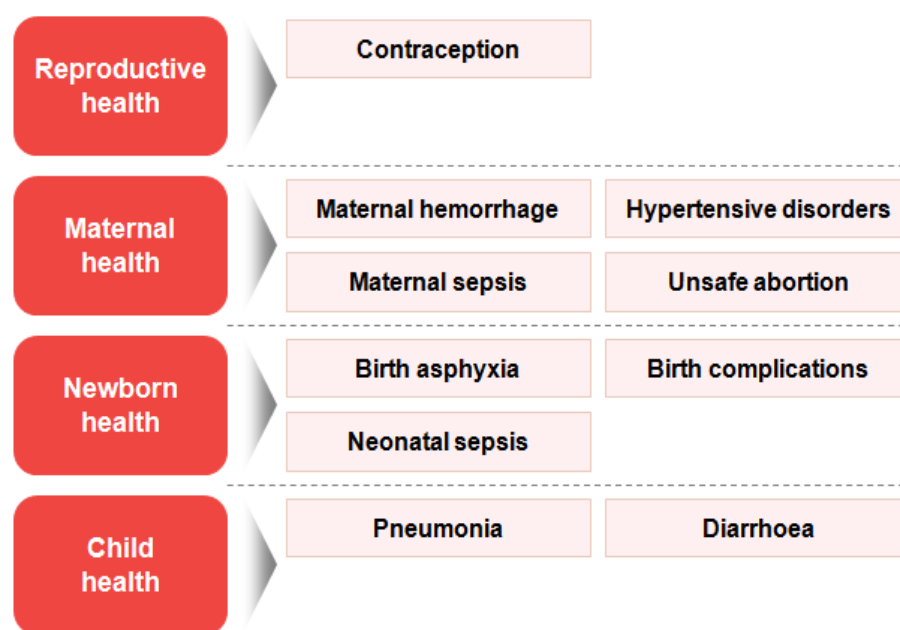 Reproductive
health
Contraception
Maternal
health
Maternal hemorrhage
Hypertensive disorders
Maternal sepsis
Unsafe abortion
Newborn
health
Birth asphyxia
Birth complications
Neonatal sepsis
Child
health
Pneumonia
Diarrhoea